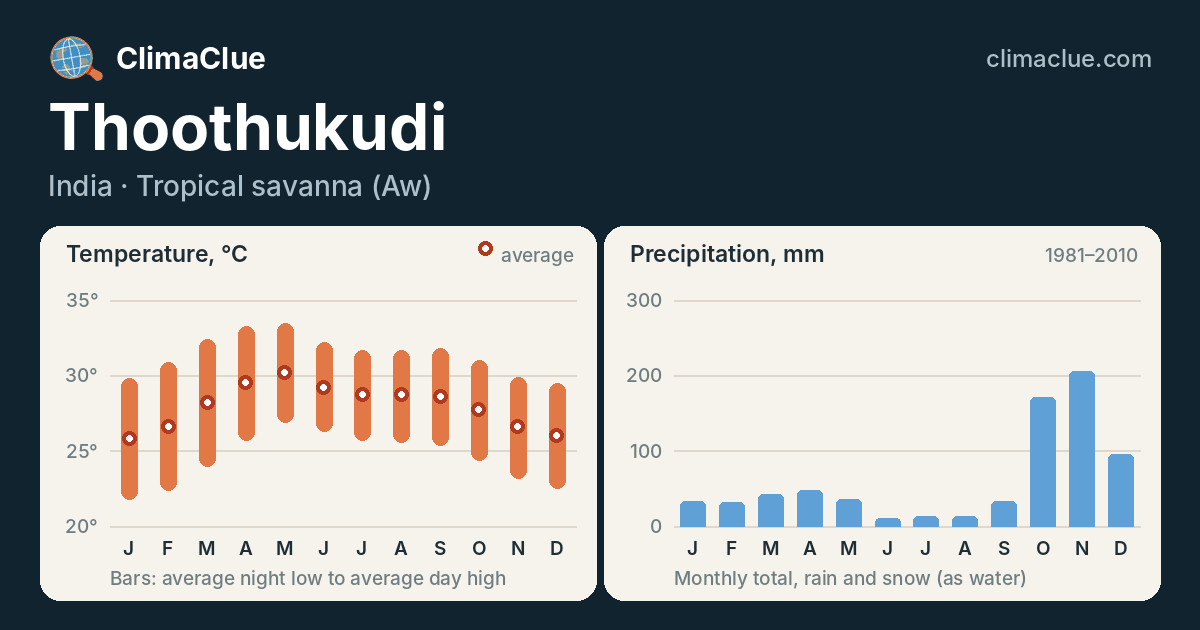 ClimaClue
climaclue.com
Thoothukudi
India · Tropical savanna (Aw)
Temperature, °C
average
35°
30°
25°
20°
J F M A M J J A S O N D
Bars: average night low to average day high
Precipitation, mm
1981–2010
300
200
100
0
J F M A M J J A S O N D
Monthly total, rain and snow (as water)